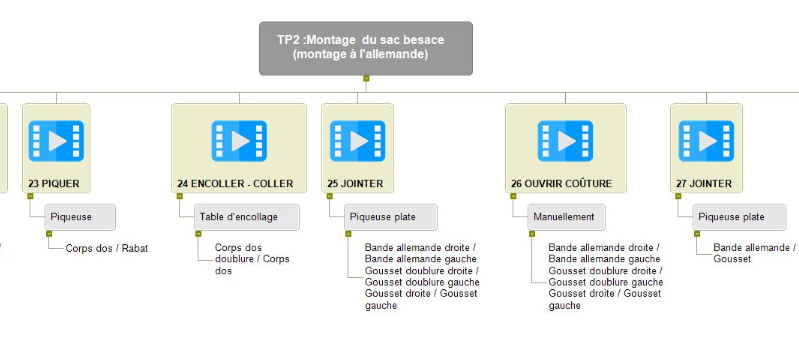 TP2 :Montage du sac besace
(montage à l'allemande)
23 PIQUER
24 ENCOLLER - COLLER
25 JOINTER
26 OUVRIR COÛTURE
27 JOINTER
Piqueuse
Table d'encollage
Piqueuse plate
Manuellement
Piqueuse plate
Corps dos / Rabat
Corps dos
doublure / Corps
dos
Bande allemande droite /
Bande allemande gauche
Gousset doublure droite /
Gousset doublure gauche
Gousset droite / Gousset
gauche
Bande allemande droite /
Bande allemande gauche
Gousset doublure droite /
Gousset doublure gauche
Gousset droite / Gousset
gauche
Bande allemande /
Gousset